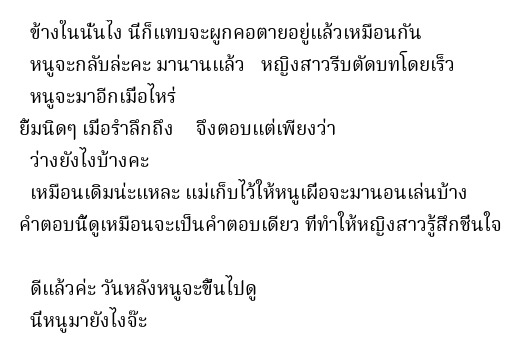 ข้างในนั่นไง นี่ก็แทบจะผูกคอตายอยู่แล้วเหมือนกัน
หนูจะกลับล่ะคะ มานานแล้ว หญิงสาวรีบตัดบทโดยเร็ว
หนูจะมาอีกเมื่อไหร่
ยิ้มนิดๆ เมื่อรำลึกถึง จึงตอบแต่เพียงว่า
ว่างยังไงบ้างคะ
เหมือนเดิมน่ะแหละ แม่เก็บไว้ให้หนูเผื่อจะมานอนเล่นบ้าง
คำตอบนี้ดูเหมือนจะเป็นคำตอบเดียว ที่ทำให้หญิงสาวรู้สึกชื่นใจ
ดีแล้วค่ะ วันหลังหนูจะขึ้นไปดู
นี่หนูมายังไงจ๊ะ